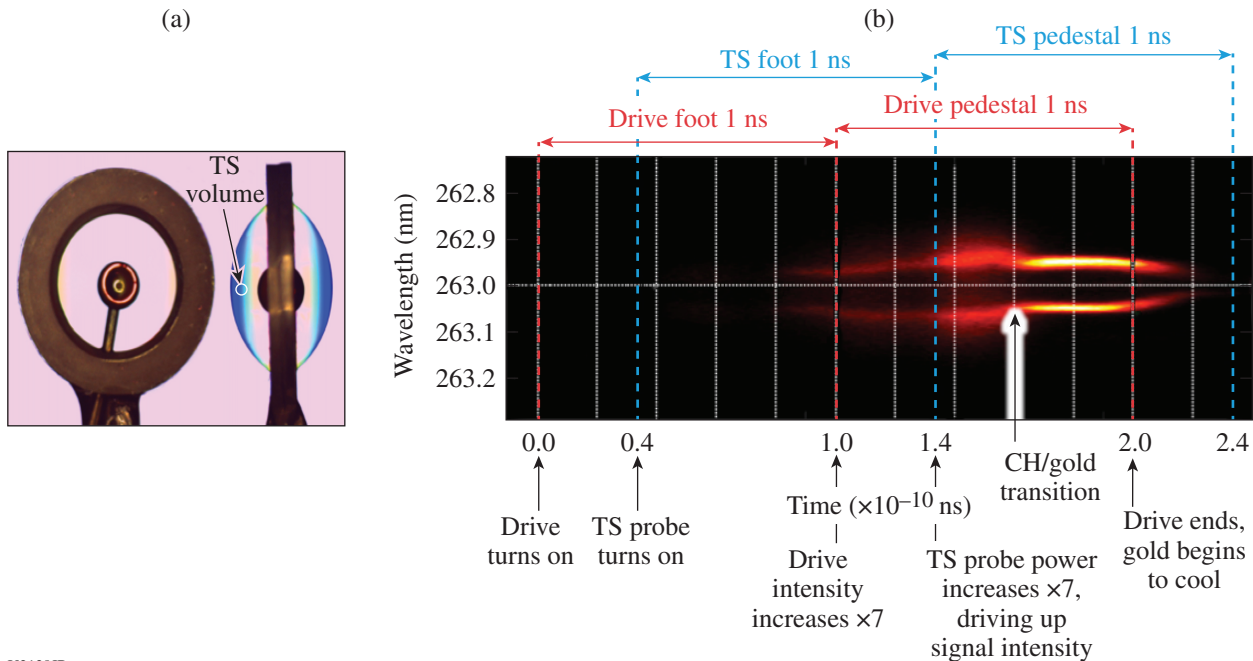 (a)
(b)
TS pedestal 1 ns
TS foot 1 ns
Drive pedestal 1 ns
Drive foot 1 ns
TS
volume
Wavelength (nm)
262.8
262.9
263.0
263.1
263.2
0.0
0.4
1.0
1.4
2.0
2.4
Time (×10⁻¹⁰ ns)
Drive
turns on
TS probe
turns on
Drive
intensity
increases ×7
TS probe power
increases ×7,
driving up
signal intensity
CH/gold
transition
Drive ends,
gold begins
to cool